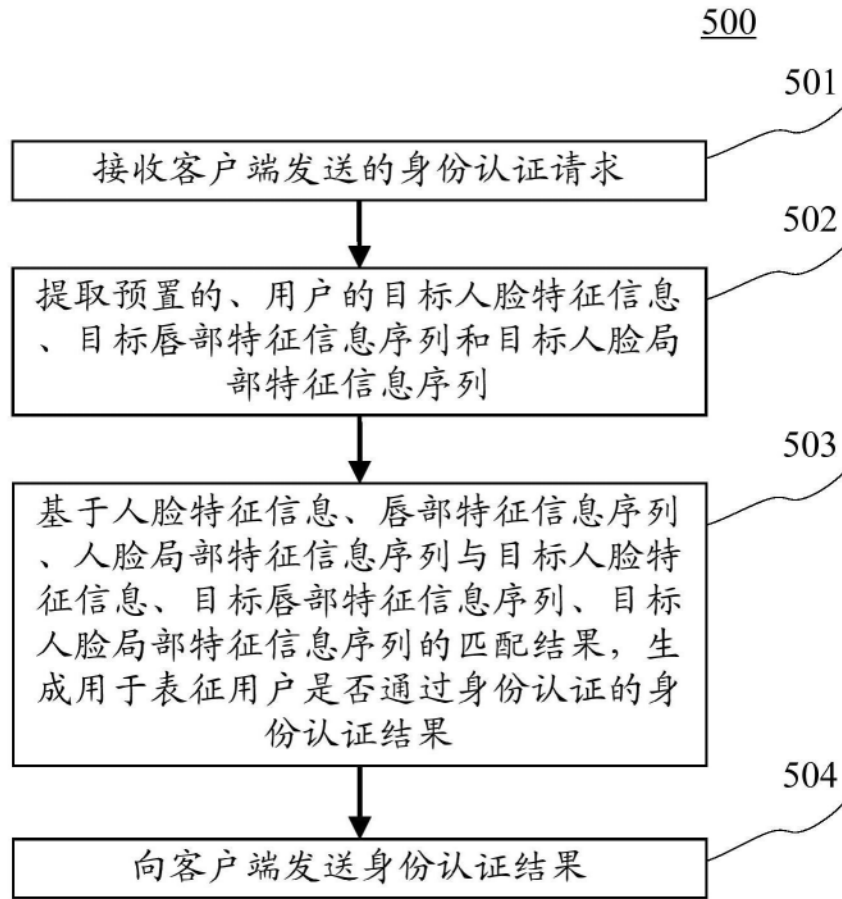 500
501
接收客户端发送的身份认证请求
502
提取预置的、用户的目标人脸特征信息
、目标唇部特征信息序列和目标人脸局
部特征信息序列
503
基于人脸特征信息、唇部特征信息序列
、人脸局部特征信息序列与目标人脸特
征信息、目标唇部特征信息序列、目标
人脸局部特征信息序列的匹配结果，生
成用于表征用户是否通过身份认证的身
份认证结果
504
向客户端发送身份认证结果